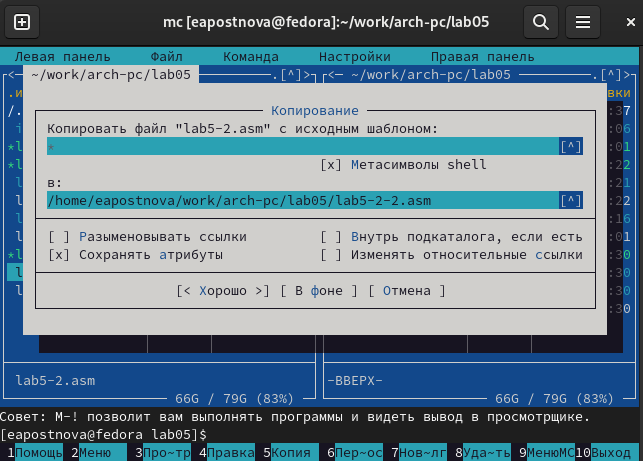 mc [eapostnova@fedora]:~/work/arch-pc/lab05
Левая панель Файл Команда Настройки Правая панель
~/work/arch-pc/lab05 .[^]> <- ~/work/arch-pc/lab05 .[^]>
Копирование
Копировать файл "lab5-2.asm" с исходным шаблоном:
* [^]
[x] Метасимволы shell
в:
/home/eapostnova/work/arch-pc/lab05/lab5-2-2.asm [^]
[ ] Разыменовывать ссылки [ ] Внутрь подкаталога, если есть
[x] Сохранять атрибуты [ ] Изменять относительные ссылки
[< Хорошо >] [ В фоне ] [ Отмена ]
lab5-2.asm -ВВЕРХ-
66G / 79G (83%) 66G / 79G (83%)
Совет: M-! позволит вам выполнять программы и видеть вывод в просмотрщике.
[eapostnova@fedora lab05]$
1Помощь 2Меню 3Про~тр 4Правка 5Копия 6Пер~ос 7Нов~лг 8Уда~ть 9МенюMC 10Выход